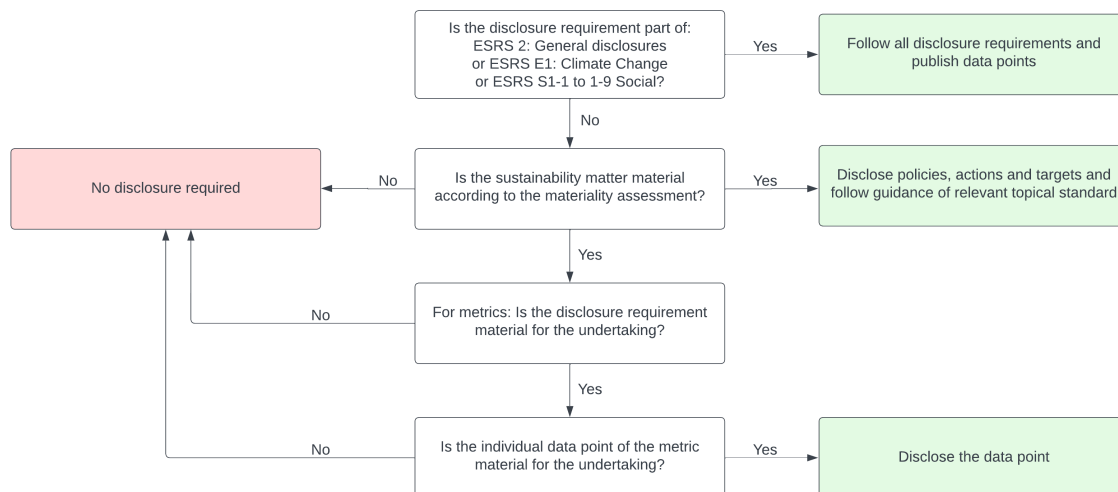 Is the disclosure requirement part of:
ESRS 2: General disclosures
or ESRS E1: Climate Change
or ESRS S1-1 to 1-9 Social?
Yes
Follow all disclosure requirements and
publish data points
No
No disclosure required
No
Is the sustainability matter material
according to the materiality assessment?
Yes
Disclose policies, actions and targets and
follow guidance of relevant topical standard
Yes
No
For metrics: Is the disclosure requirement
material for the undertaking?
Yes
No
Is the individual data point of the metric
material for the undertaking?
Yes
Disclose the data point